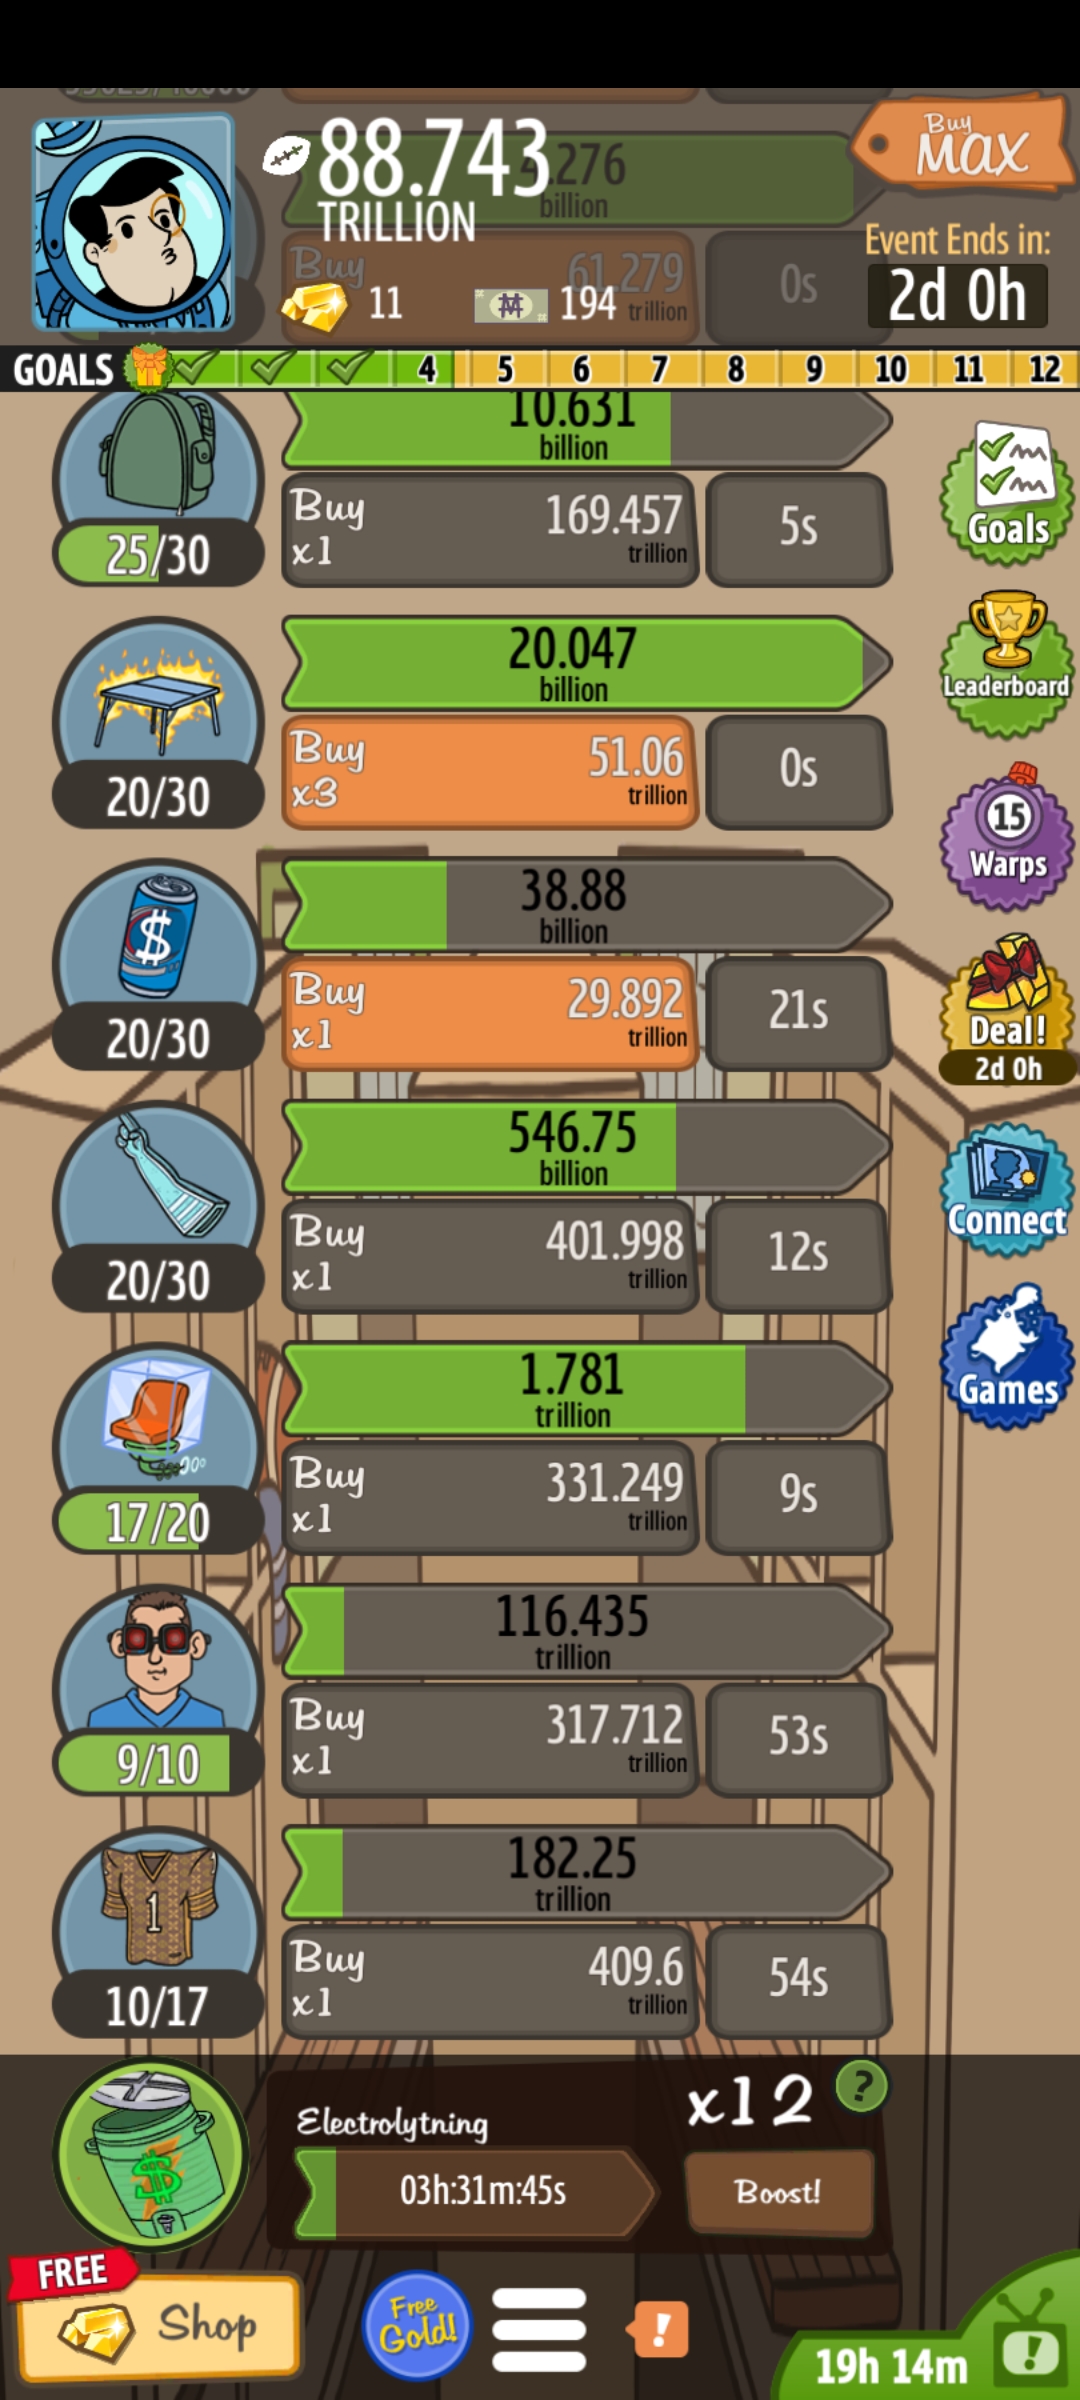 88.743
TRILLION
Buy
MAX
.276
billion
Event Ends in:
2d 0h
Buy
61.279
trillion
0s
11
194
GOALS
4
5
6
7
8
9
10
11
12
10.631
billion
Buy
x1
169.457
trillion
5s
25/30
Goals
20.047
billion
Buy
x3
51.06
trillion
0s
20/30
Leaderboard
15
Warps
38.88
billion
Buy
x1
29.892
trillion
21s
20/30
Deal!
2d 0h
546.75
billion
Buy
x1
401.998
trillion
12s
20/30
Connect
1.781
trillion
Buy
x1
331.249
trillion
9s
17/20
Games
116.435
trillion
Buy
x1
317.712
trillion
53s
9/10
1
182.25
trillion
Buy
x1
409.6
trillion
54s
10/17
Electrolytning
x12
?
03h:31m:45s
Boost!
FREE
Shop
Free
Gold!
!
19h 14m
!